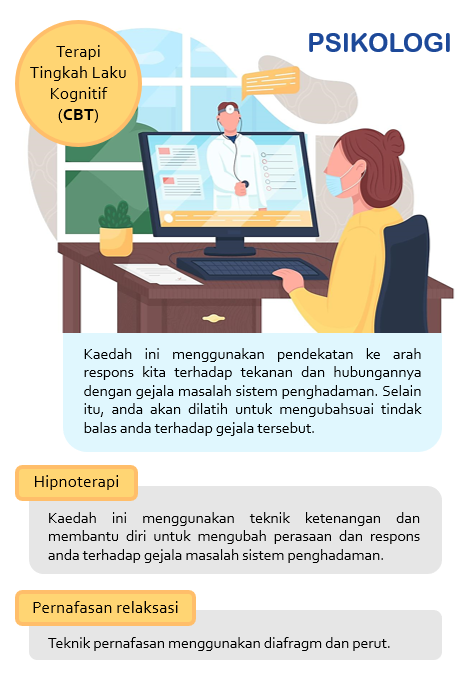 PSIKOLOGI
Terapi
Tingkah Laku
Kognitif
(CBT)
Kaedah ini menggunakan pendekatan ke arah
respons kita terhadap tekanan dan hubungannya
dengan gejala masalah sistem penghadaman. Selain
itu, anda akan dilatih untuk mengubahsuai tindak
balas anda terhadap gejala tersebut.
Hipnoterapi
Kaedah ini menggunakan teknik ketenangan dan
membantu diri untuk mengubah perasaan dan respons
anda terhadap gejala masalah sistem penghadaman.
Pernafasan relaksasi
Teknik pernafasan menggunakan diafragm dan perut.